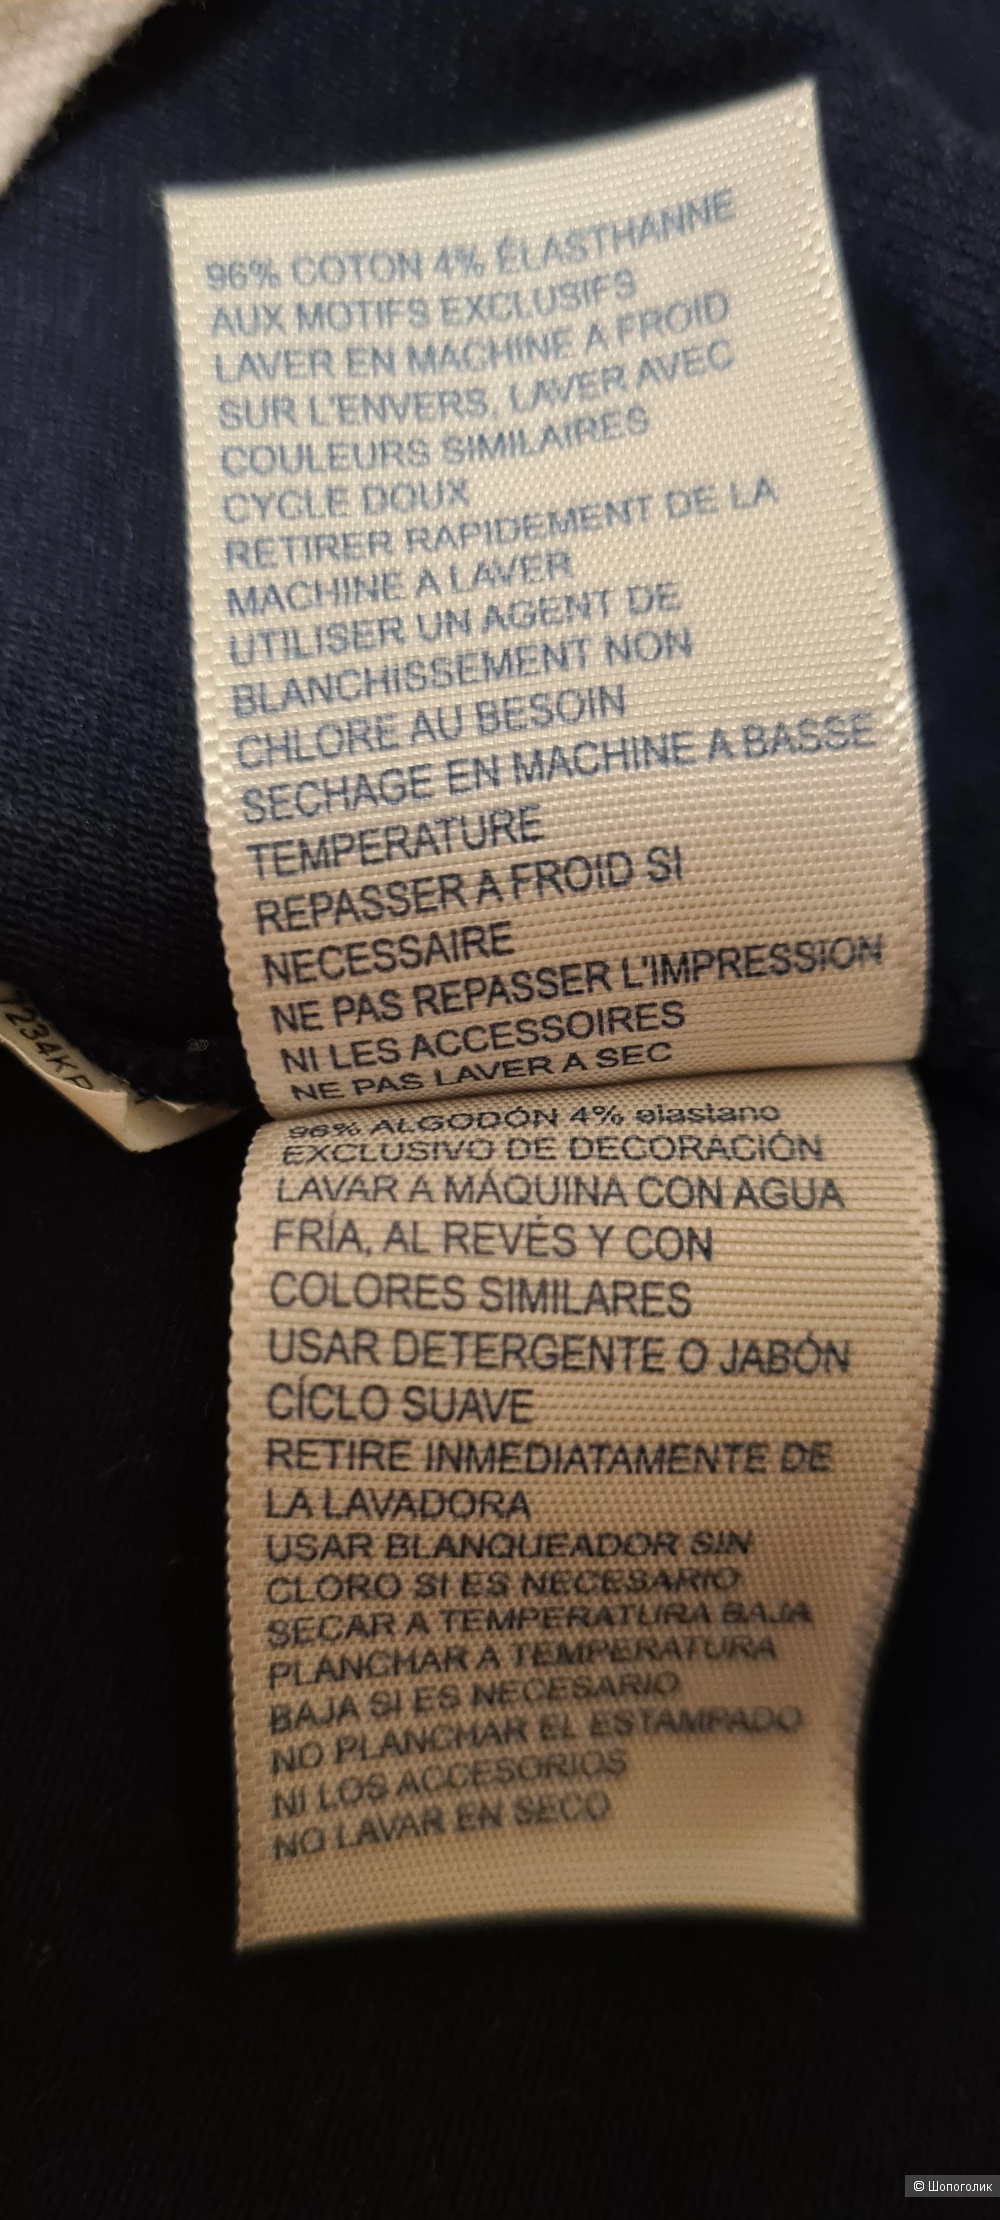 96% COTON 4% ÉLASTHANNE
AUX MOTIFS EXCLUSIFS
LAVER EN MACHINE A FROID
SUR L'ENVERS, LAVER AVEC
COULEURS SIMILAIRES
CYCLE DOUX
RETIRER RAPIDEMENT DE LA
MACHINE A LAVER
UTILISER UN AGENT DE
BLANCHISSEMENT NON
CHLORE AU BESOIN
SECHAGE EN MACHINE A BASSE
TEMPERATURE
REPASSER A FROID SI
NECESSAIRE
NE PAS REPASSER L'IMPRESSION
NI LES ACCESSOIRES
NE PAS LAVER A SEC
96% ALGODÓN 4% elastano
EXCLUSIVO DE DECORACIÓN
LAVAR A MÁQUINA CON AGUA
FRÍA, AL REVÉS Y CON
COLORES SIMILARES
USAR DETERGENTE O JABÓN
CÍCLO SUAVE
RETIRE INMEDIATAMENTE DE
LA LAVADORA
USAR BLANQUEADOR SIN
CLORO SI ES NECESARIO
SECAR A TEMPERATURA BAJA
PLANCHAR A TEMPERATURA
BAJA SI ES NECESARIO
NO PLANCHAR EL ESTAMPADO
NI LOS ACCESORIOS
NO LAVAR EN SECO
© Шопоголик